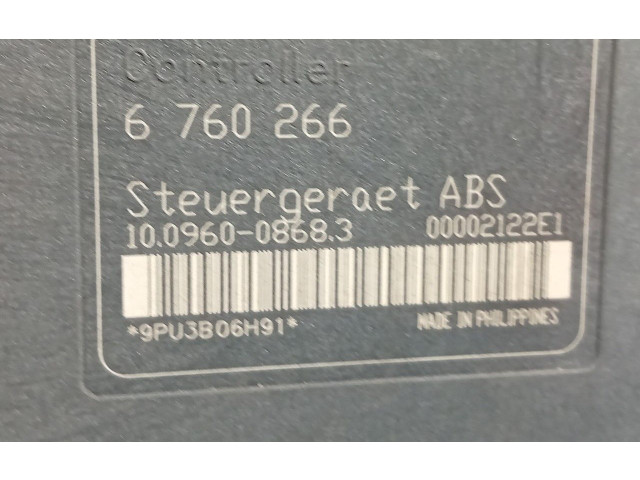 Controller
6 760 266
Steuergeraet ABS
10.0960-0868.3 00002122E1
*9PU3B06H91*
MADE IN PHILIPPINES